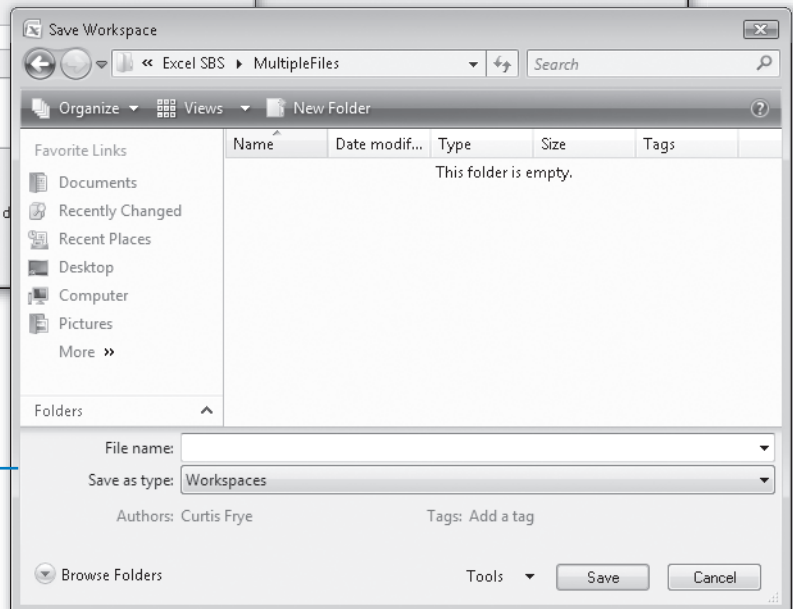 Save Workspace
« Excel SBS ▸ MultipleFiles
Search
Organize
Views
New Folder
?
Favorite Links
Documents
Recently Changed
Recent Places
Desktop
Computer
Pictures
More »
Folders
Name
Date modif...
Type
Size
Tags
This folder is empty.
d
File name:
Save as type: Workspaces
Authors: Curtis Frye
Tags: Add a tag
Browse Folders
Tools
Save
Cancel